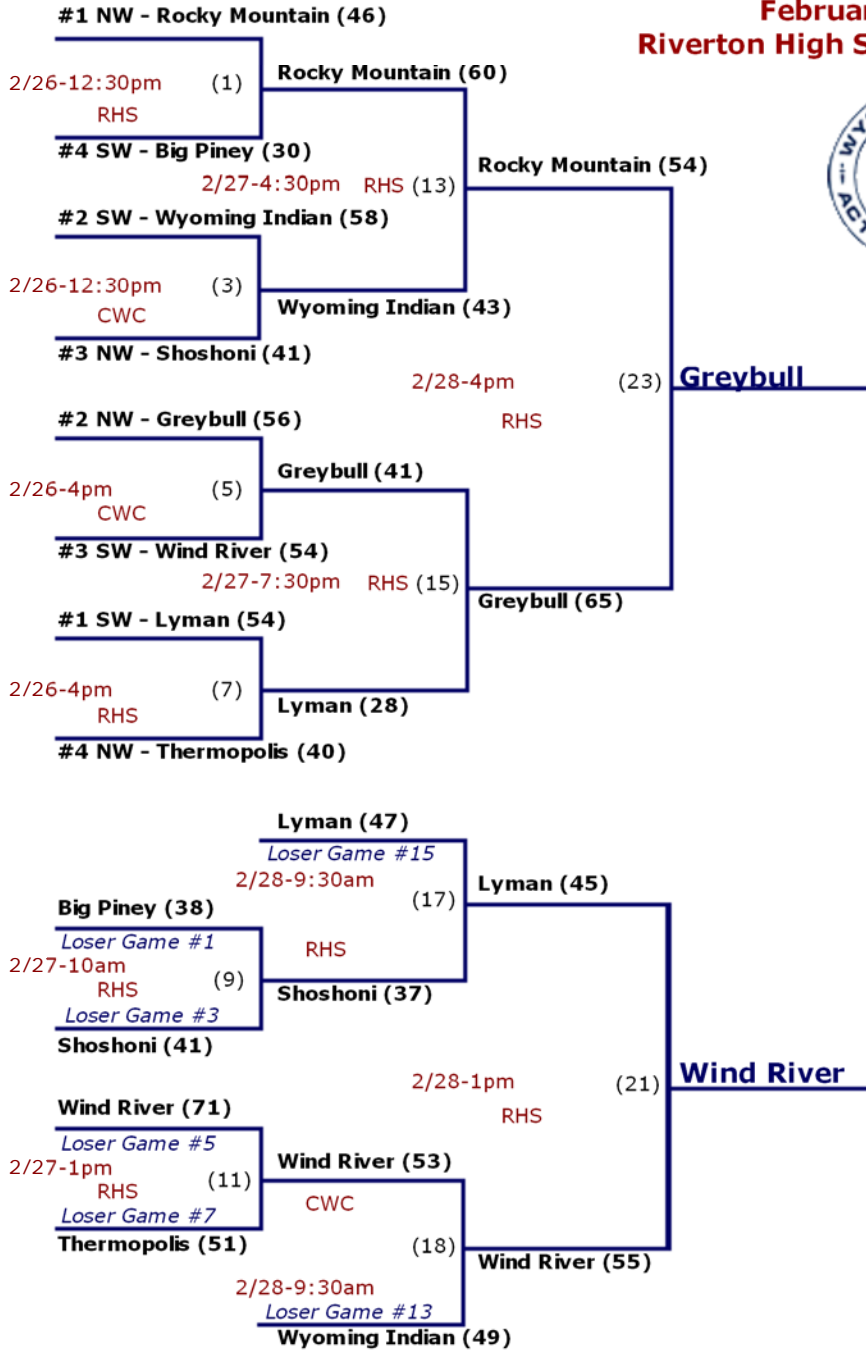 #1 NW - Rocky Mountain (46)
Februar
Riverton High S
2/26-12:30pm (1)
Rocky Mountain (60)
RHS
#4 SW - Big Piney (30)
2/27-4:30pm RHS (13)
Rocky Mountain (54)
#2 SW - Wyoming Indian (58)
2/26-12:30pm (3)
CWC
Wyoming Indian (43)
#3 NW - Shoshoni (41)
2/28-4pm (23) Greybull
RHS
#2 NW - Greybull (56)
Greybull (41)
2/26-4pm (5)
CWC
#3 SW - Wind River (54)
2/27-7:30pm RHS (15)
Greybull (65)
#1 SW - Lyman (54)
2/26-4pm (7)
RHS
Lyman (28)
#4 NW - Thermopolis (40)
Lyman (47)
Loser Game #15
2/28-9:30am
(17)
Lyman (45)
Big Piney (38)
Loser Game #1
RHS
2/27-10am
RHS
(9)
Shoshoni (37)
Loser Game #3
Shoshoni (41)
2/28-1pm (21) Wind River
RHS
Wind River (71)
Loser Game #5
2/27-1pm
RHS
(11)
Wind River (53)
CWC
Loser Game #7
Thermopolis (51)
(18)
Wind River (55)
2/28-9:30am
Loser Game #13
Wyoming Indian (49)
WYO
ACT